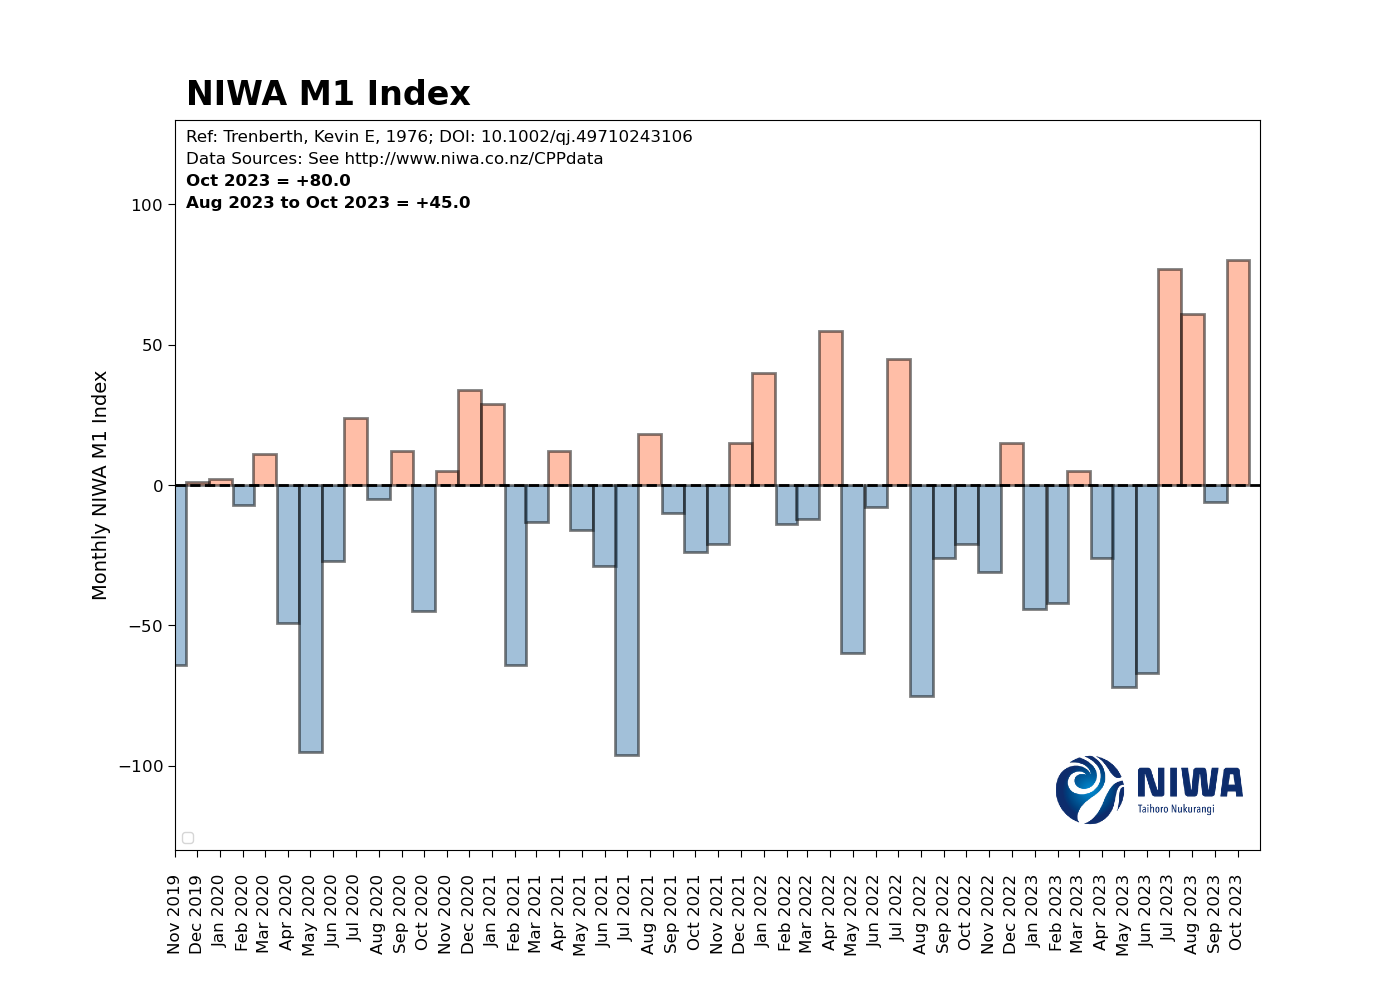 NIWA M1 Index
Ref: Trenberth, Kevin E, 1976; DOI: 10.1002/qj.49710243106
Data Sources: See http://www.niwa.co.nz/CPPdata
Oct 2023 = +80.0
Aug 2023 to Oct 2023 = +45.0
Monthly NIWA M1 Index
100
50
0
−50
−100
NIWA
Taihoro Nukurangi
Nov 2019
Dec 2019
Jan 2020
Feb 2020
Mar 2020
Apr 2020
May 2020
Jun 2020
Jul 2020
Aug 2020
Sep 2020
Oct 2020
Nov 2020
Dec 2020
Jan 2021
Feb 2021
Mar 2021
Apr 2021
May 2021
Jun 2021
Jul 2021
Aug 2021
Sep 2021
Oct 2021
Nov 2021
Dec 2021
Jan 2022
Feb 2022
Mar 2022
Apr 2022
May 2022
Jun 2022
Jul 2022
Aug 2022
Sep 2022
Oct 2022
Nov 2022
Dec 2022
Jan 2023
Feb 2023
Mar 2023
Apr 2023
May 2023
Jun 2023
Jul 2023
Aug 2023
Sep 2023
Oct 2023